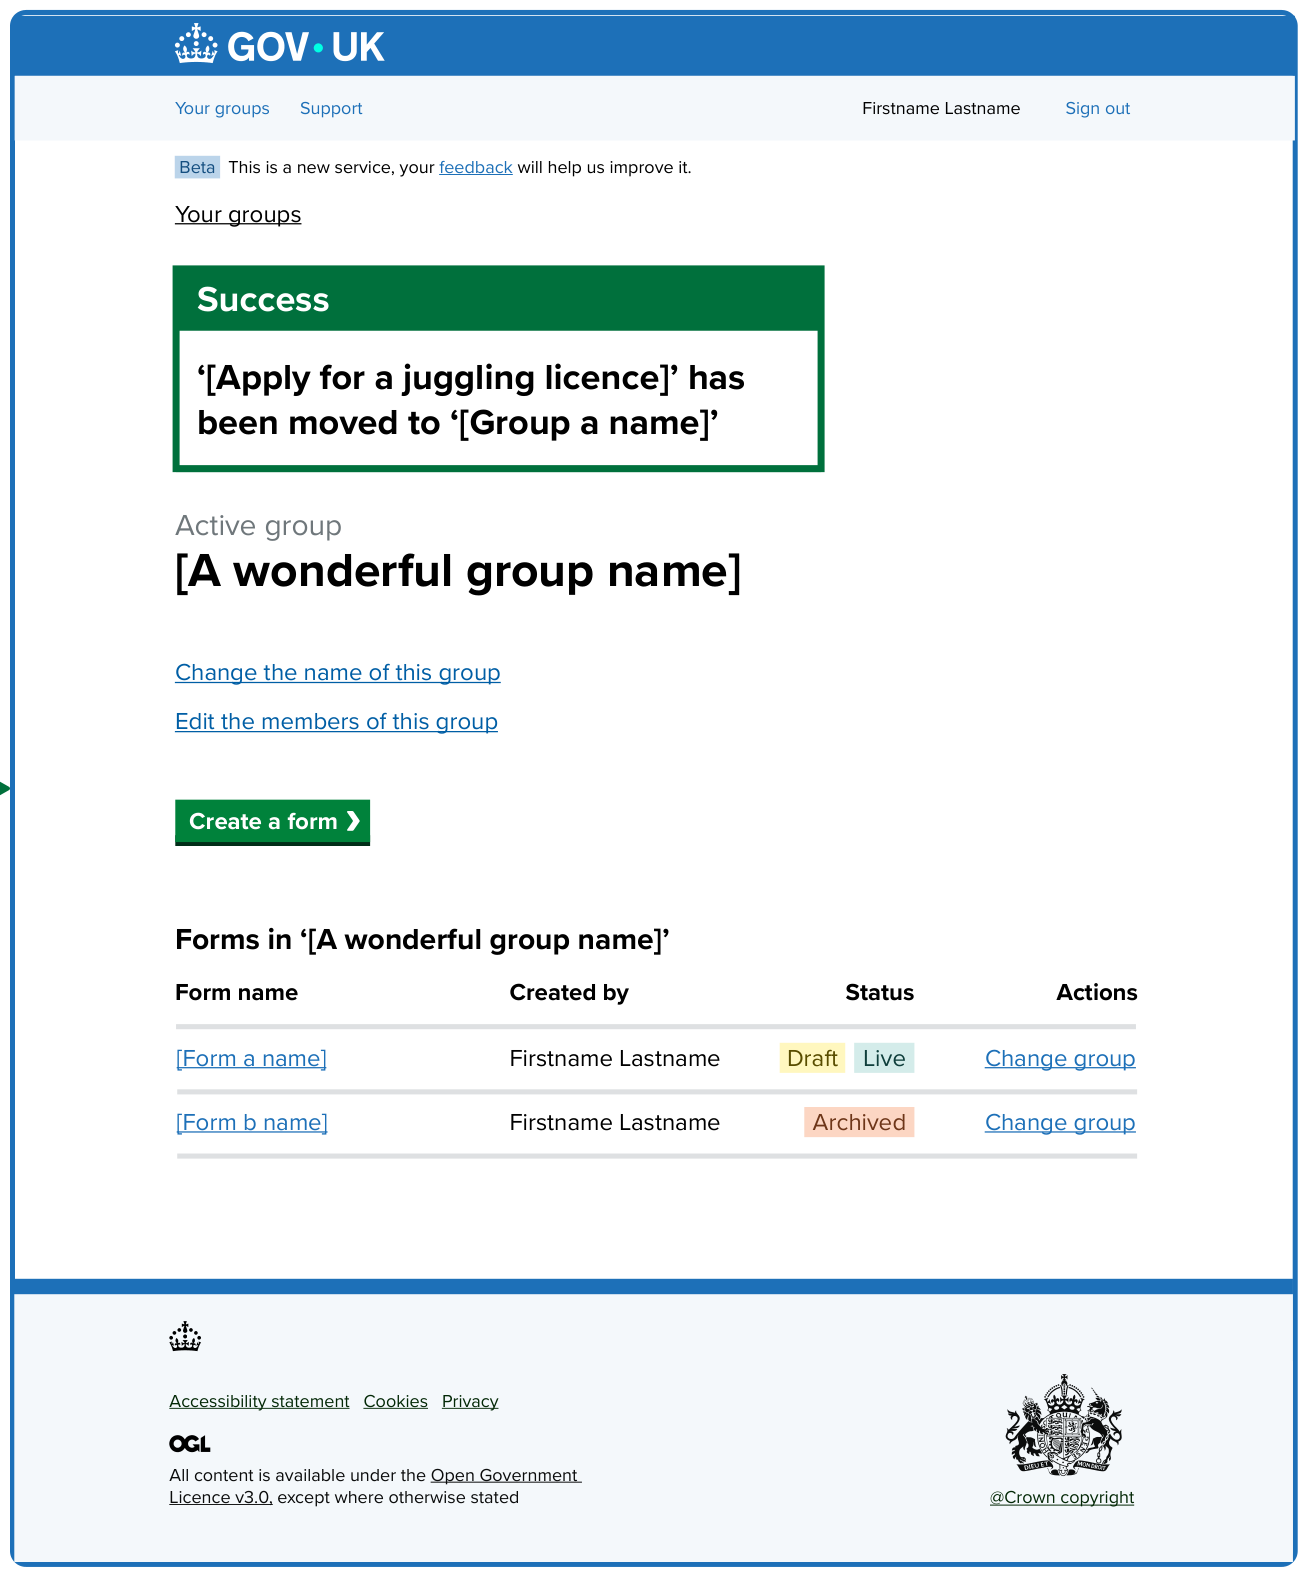 GOV·UK
Your groups Support Firstname Lastname Sign out
Beta This is a new service, your feedback will help us improve it.
Your groups
Success
‘[Apply for a juggling licence]’ has
been moved to ‘[Group a name]’
Active group
[A wonderful group name]
Change the name of this group
Edit the members of this group
Create a form ❯
Forms in ‘[A wonderful group name]’
Form name Created by Status Actions
[Form a name] Firstname Lastname Draft Live Change group
[Form b name] Firstname Lastname Archived Change group
Accessibility statement Cookies Privacy
OGL
All content is available under the Open Government
Licence v3.0, except where otherwise stated
DIEU ET MON DROIT
@Crown copyright